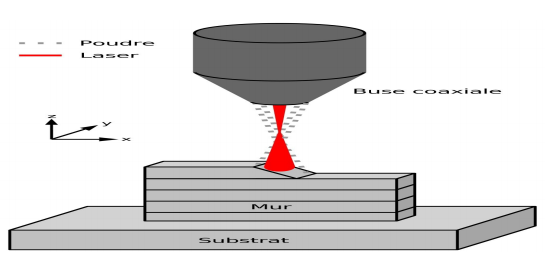 Poudre
Laser
Buse coaxiale
z
y
x
Mur
Substrat